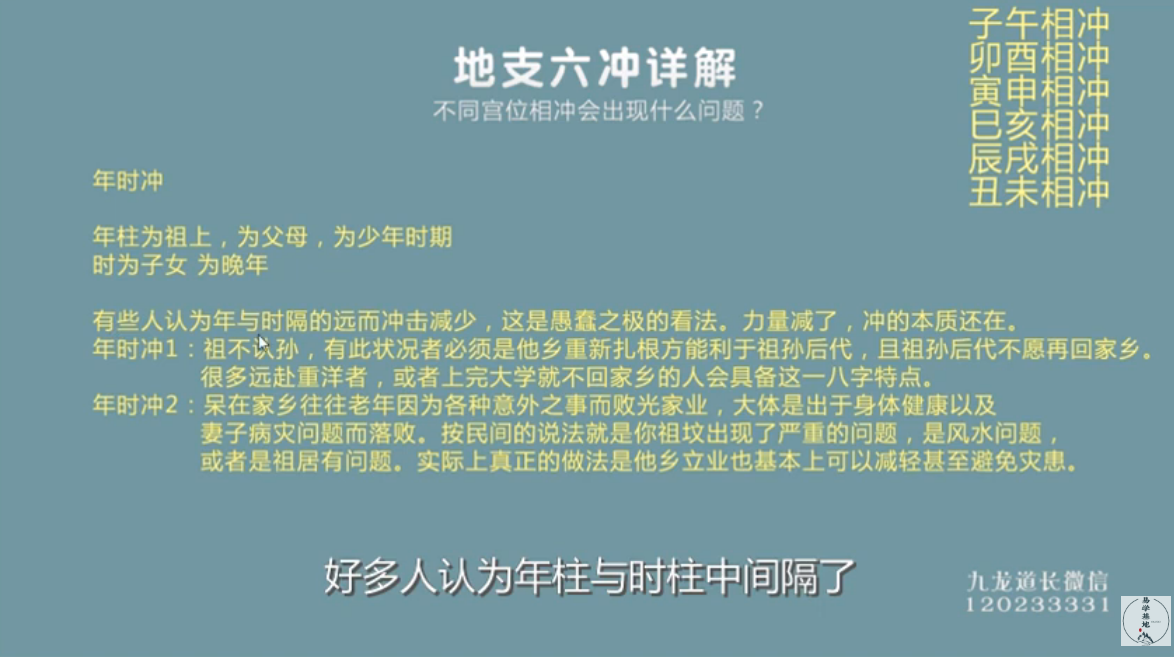 地支六冲详解
不同宫位相冲会出现什么问题？
子午相冲
卯酉相冲
寅申相冲
巳亥相冲
辰戌相冲
丑未相冲
年时冲
年柱为祖上，为父母，为少年时期
时为子女 为晚年
有些人认为年与时隔的远而冲击减少，这是愚蠢之极的看法。力量减了，冲的本质还在。
年时冲1：祖不认孙，有此状况者必须是他乡重新扎根方能利于祖孙后代，且祖孙后代不愿再回家乡。
很多远赴重洋者，或者上完大学就不回家乡的人会具备这一八字特点。
年时冲2：呆在家乡往往老年因为各种意外之事而败光家业，大体是出于身体健康以及
妻子病灾问题而落败。按民间的说法就是你祖坟出现了严重的问题，是风水问题，
或者是祖居有问题。实际上真正的做法是他乡立业也基本上可以减轻甚至避免灾患。
好多人认为年柱与时柱中间隔了
九龙道长微信
120233331
易学基地